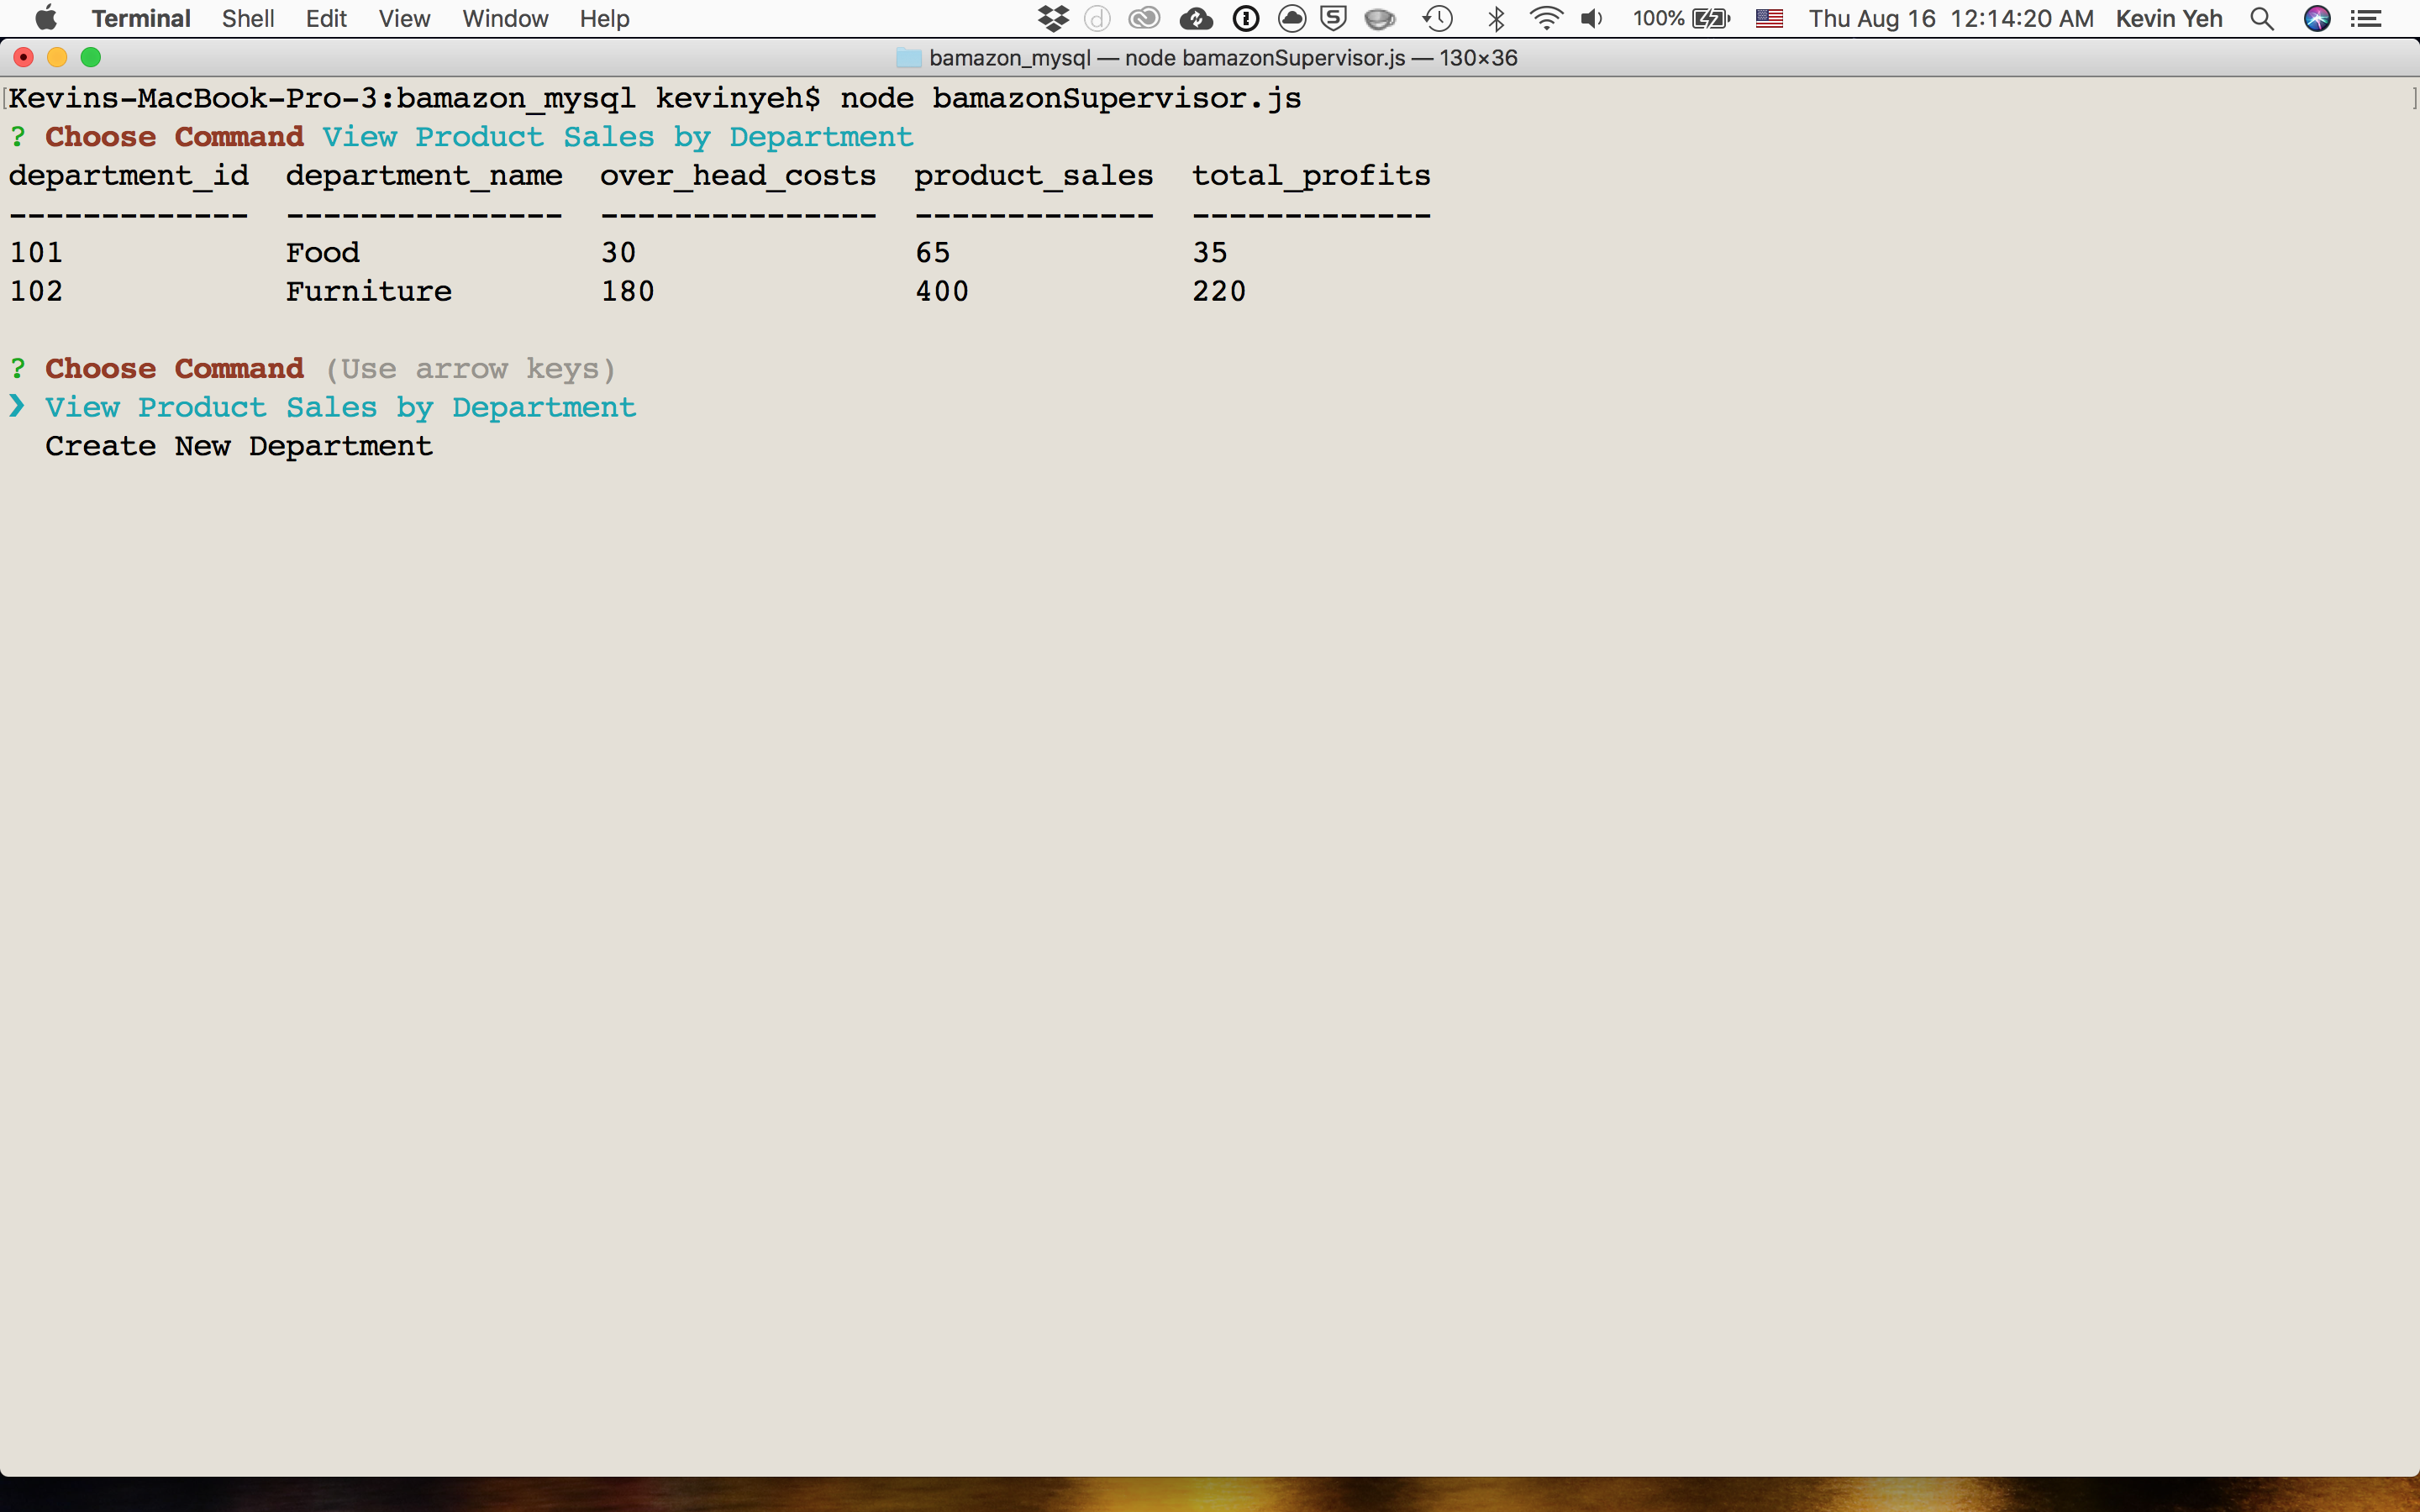 Terminal Shell Edit View Window Help 100% Thu Aug 16 12:14:20 AM Kevin Yeh
bamazon_mysql — node bamazonSupervisor.js — 130×36
[Kevins-MacBook-Pro-3:bamazon_mysql kevinyeh$ node bamazonSupervisor.js ]
? Choose Command View Product Sales by Department
department_id  department_name  over_head_costs  product_sales  total_profits
-------------  ---------------  ---------------  -------------  -------------
101            Food             30               65             35
102            Furniture        180              400            220
? Choose Command (Use arrow keys)
❯ View Product Sales by Department
  Create New Department